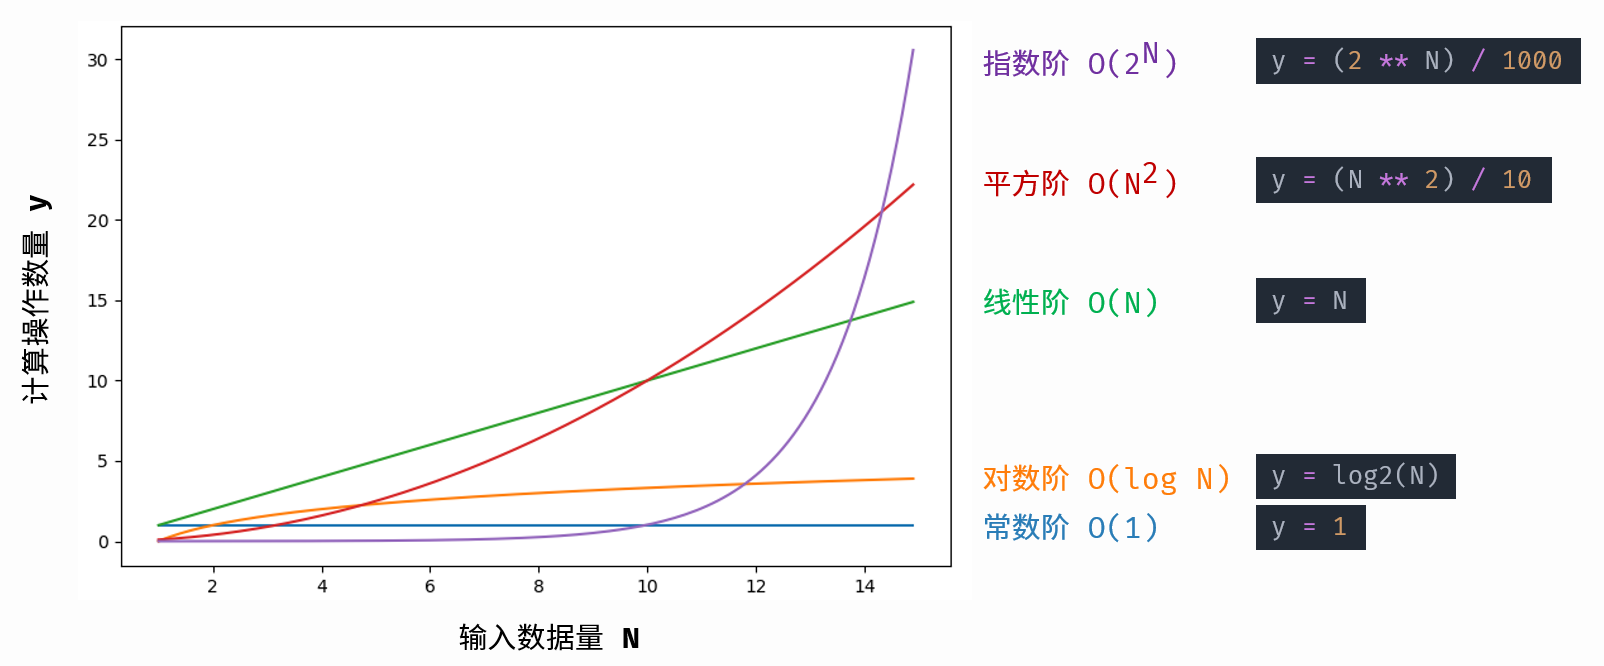 30
25
20
15
10
5
0
2 4 6 8 10 12 14
计算操作数量 y
输入数据量 N
指数阶 O(2^N) y = (2 ** N) / 1000
平方阶 O(N^2) y = (N ** 2) / 10
线性阶 O(N) y = N
对数阶 O(log N) y = log2(N)
常数阶 O(1) y = 1